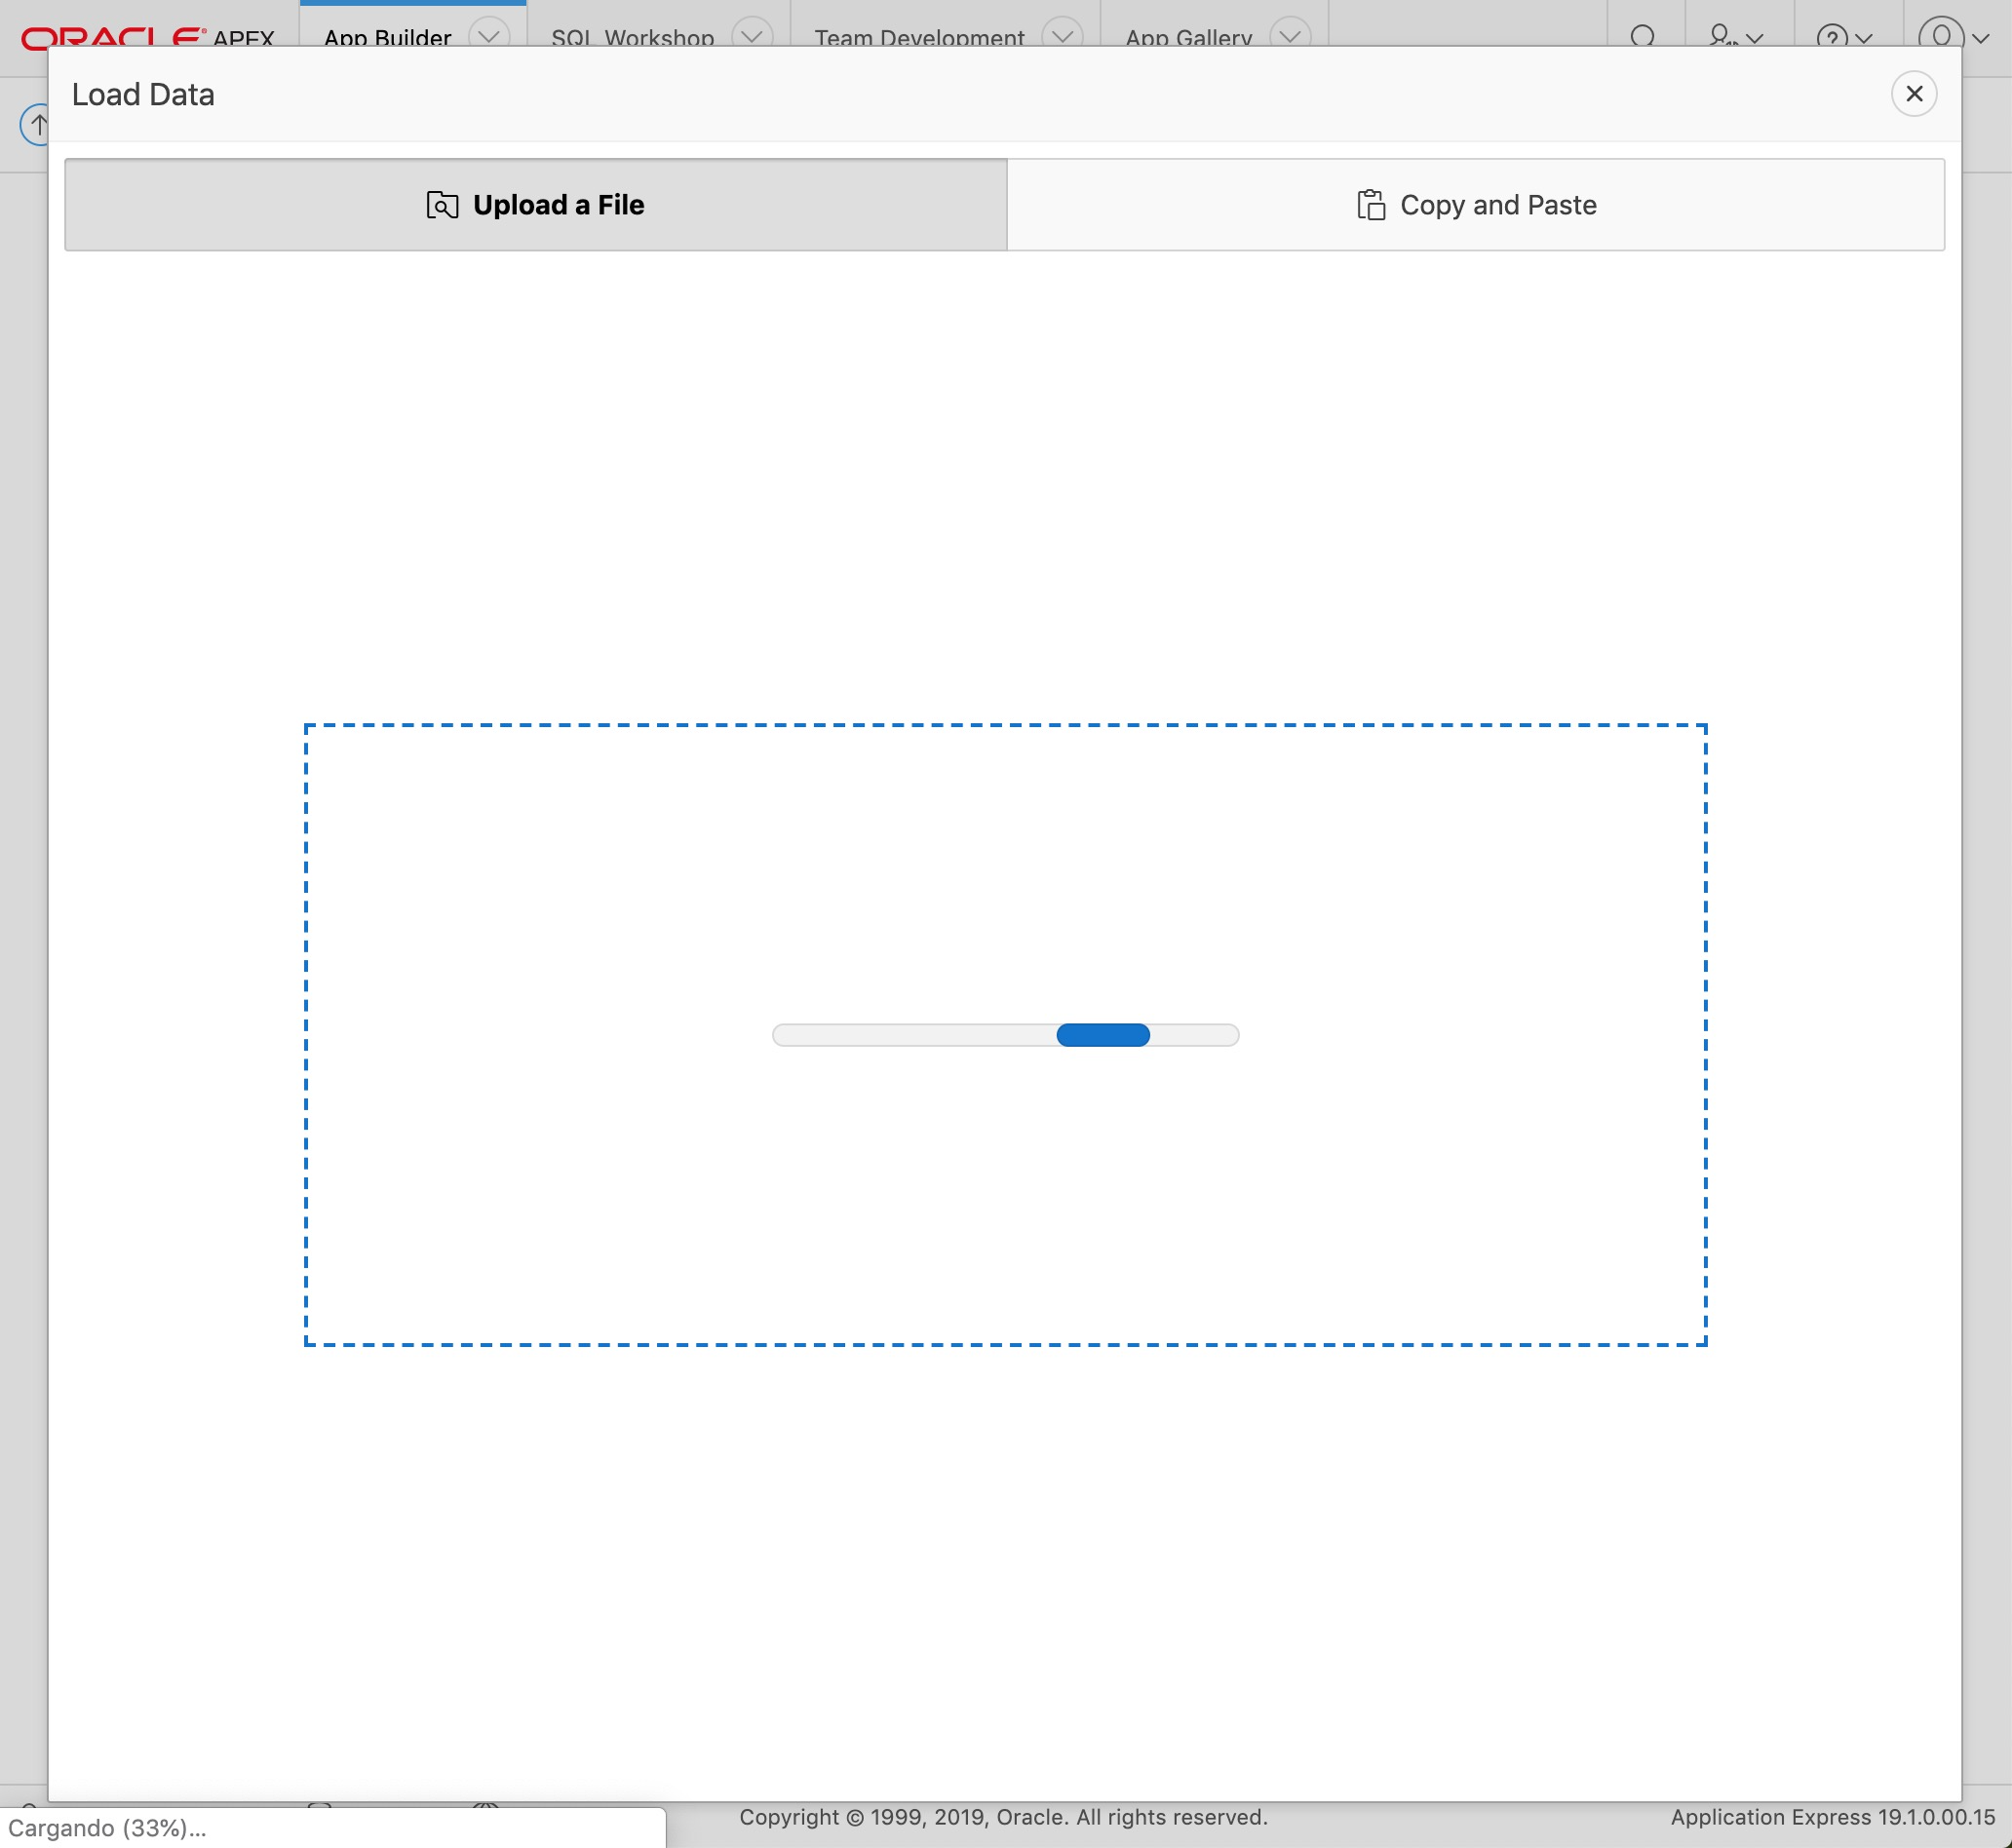 ORACLE APEX App Builder SQL Workshop Team Development App Gallery
Load Data
Upload a File Copy and Paste
Copyright © 1999, 2019, Oracle. All rights reserved. Application Express 19.1.0.00.15
Cargando (33%)...